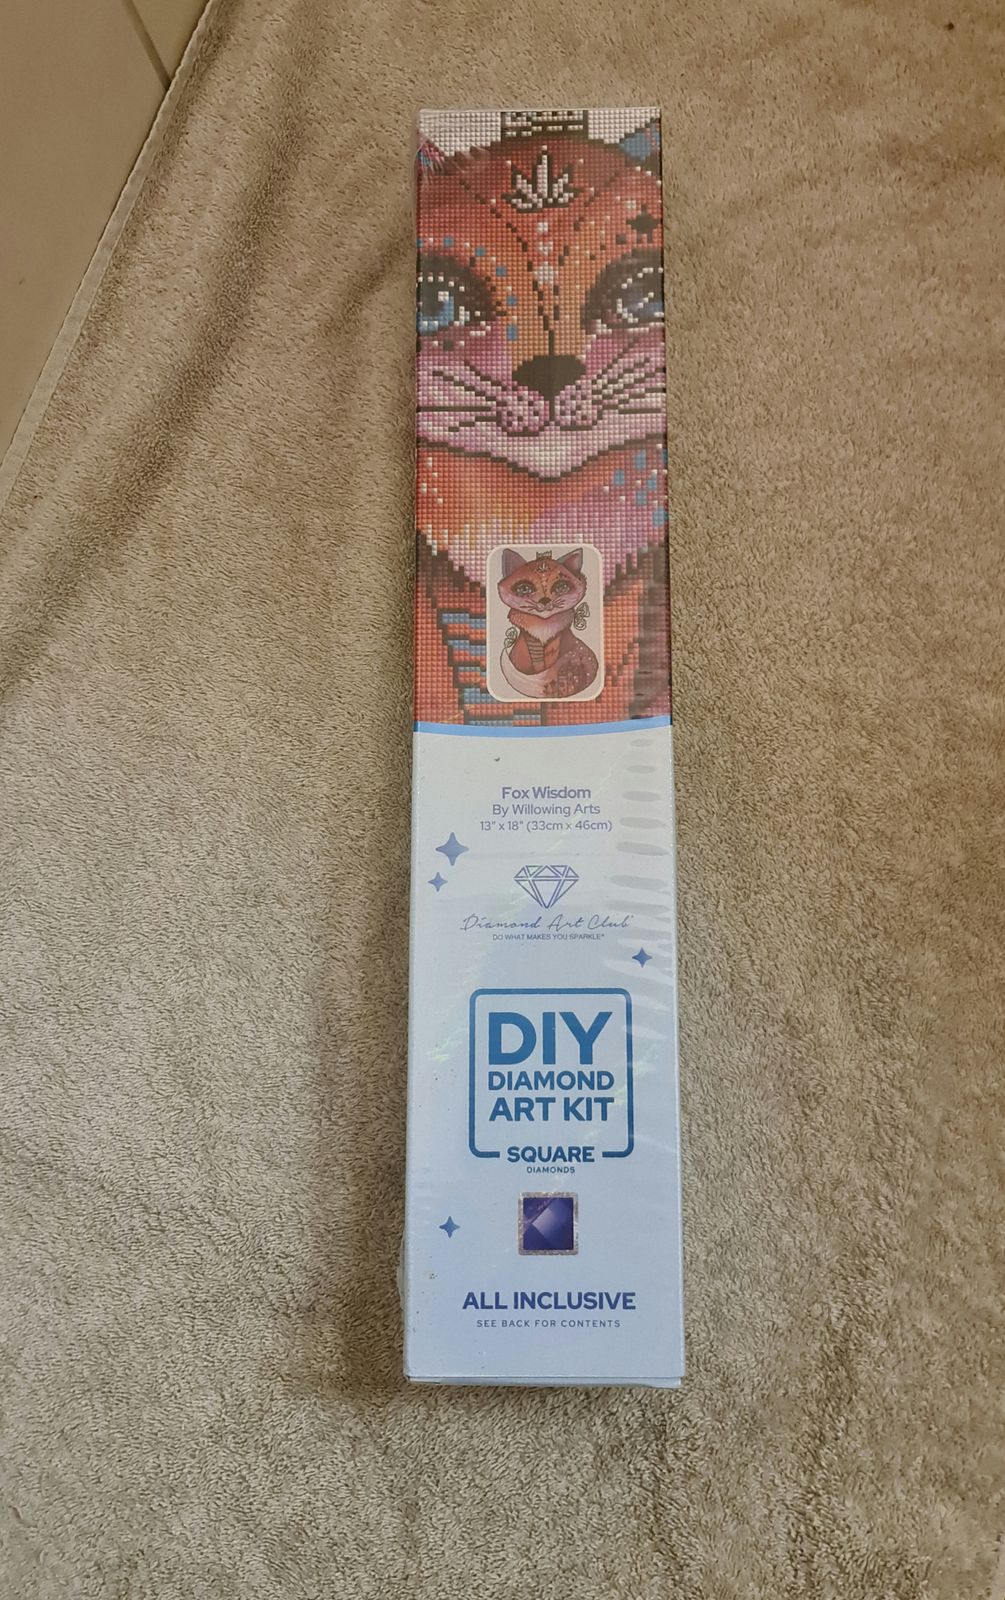 Fox Wisdom
By Willowing Arts
13" x 18" (33cm x 46cm)
Diamond Art Club®
DO WHAT MAKES YOU SPARKLE®
DIY
DIAMOND
ART KIT
SQUARE
DIAMONDS
ALL INCLUSIVE
SEE BACK FOR CONTENTS